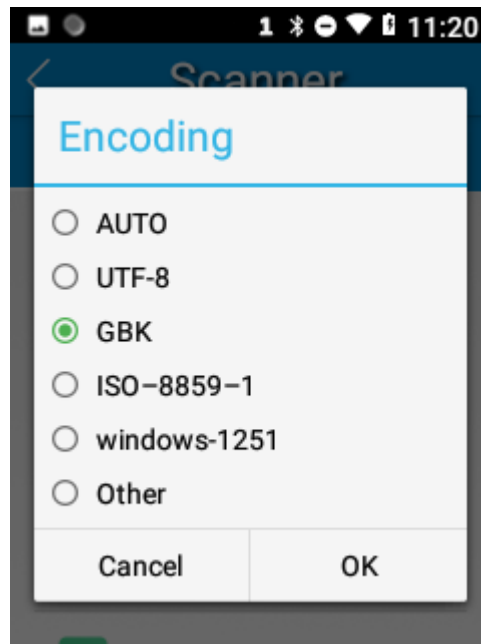 1 11:20
Scanner
Encoding
AUTO
UTF-8
GBK
ISO–8859–1
windows-1251
Other
Cancel OK